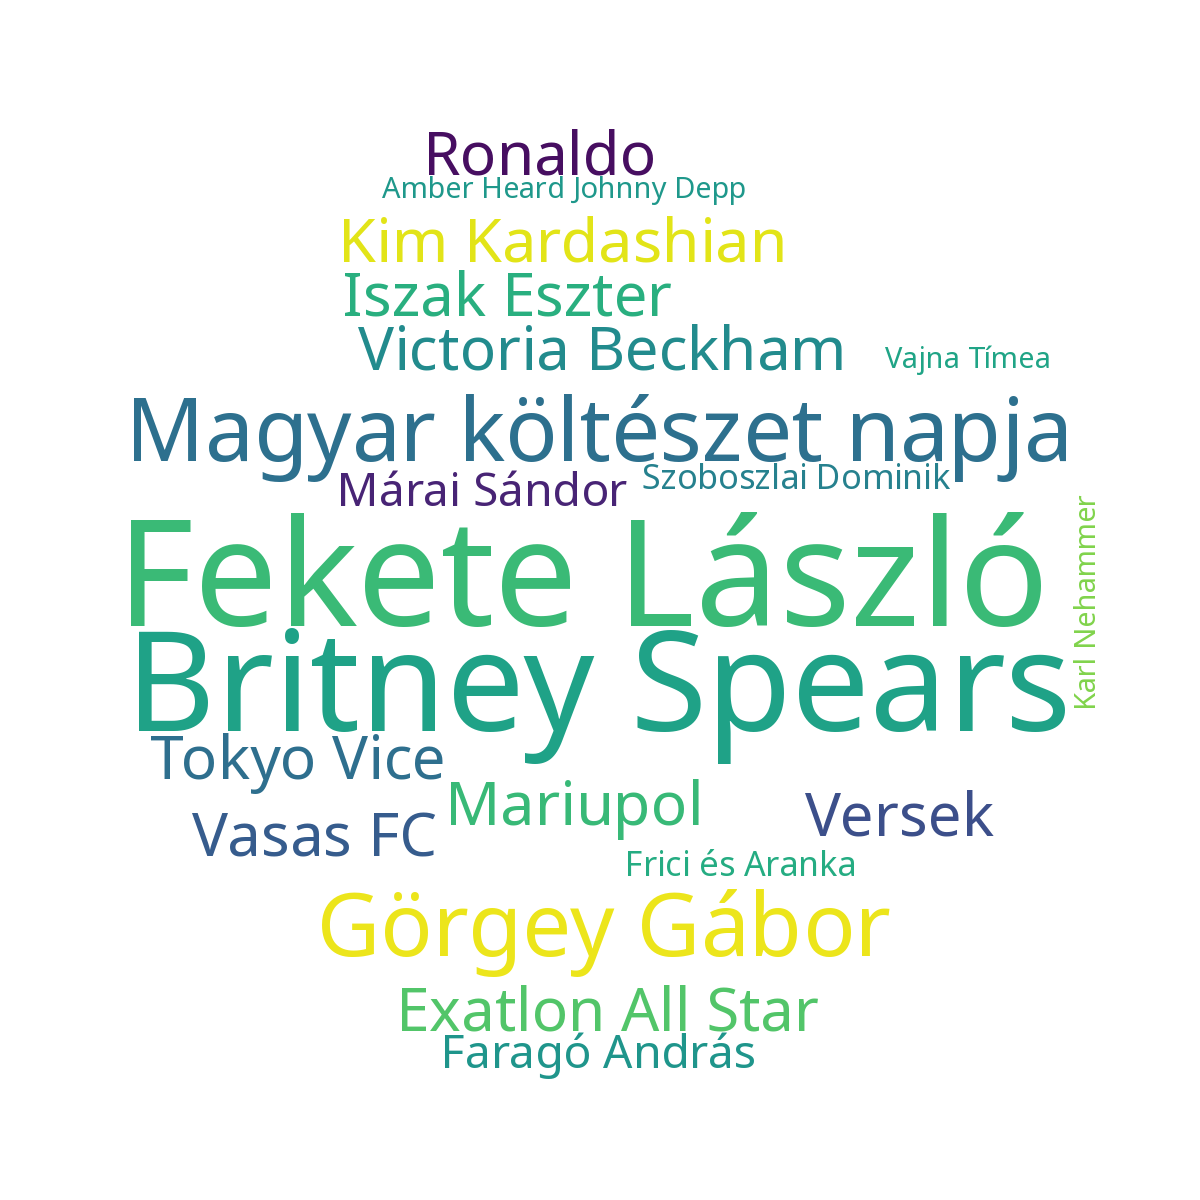 Ronaldo
Amber Heard Johnny Depp
Kim Kardashian
Iszak Eszter
Victoria Beckham
Vajna Tímea
Magyar költészet napja
Márai Sándor
Szoboszlai Dominik
Fekete László
Karl Nehammer
Britney Spears
Tokyo Vice
Mariupol
Versek
Vasas FC
Frici és Aranka
Görgey Gábor
Exatlon All Star
Faragó András